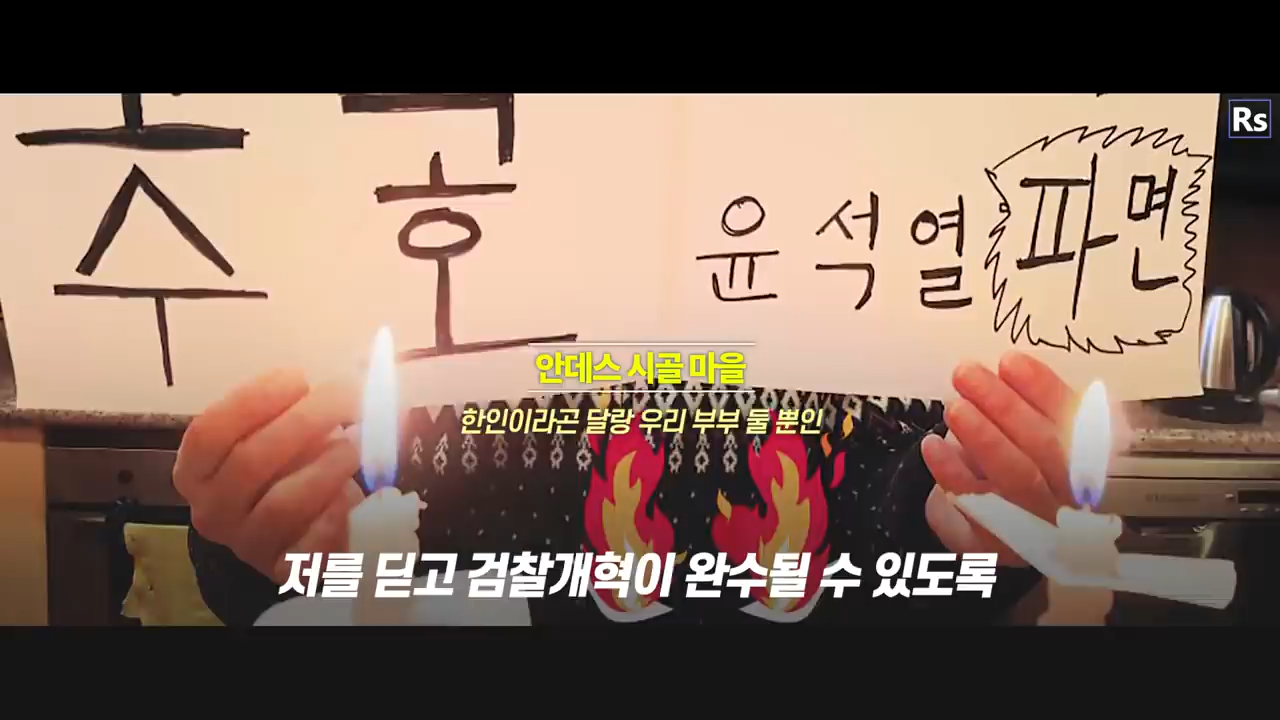 Rs
수호
윤석열 파면
안데스 시골 마을
한인이라곤 달랑 우리 부부 둘 뿐인
저를 딛고 검찰개혁이 완수될 수 있도록